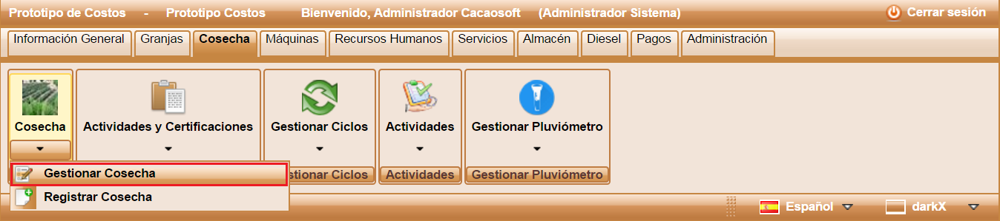 Prototipo de Costos - Prototipo Costos Bienvenido, Administrador Cacaosoft (Administrador Sistema) Cerrar sesión
Información General Granjas Cosecha Máquinas Recursos Humanos Servicios Almacén Diesel Pagos Administración
Cosecha Actividades y Certificaciones Gestionar Ciclos Actividades Gestionar Pluviómetro
Gestionar Cosecha Ciclos Actividades Gestionar Pluviómetro
Registrar Cosecha
Español darkX